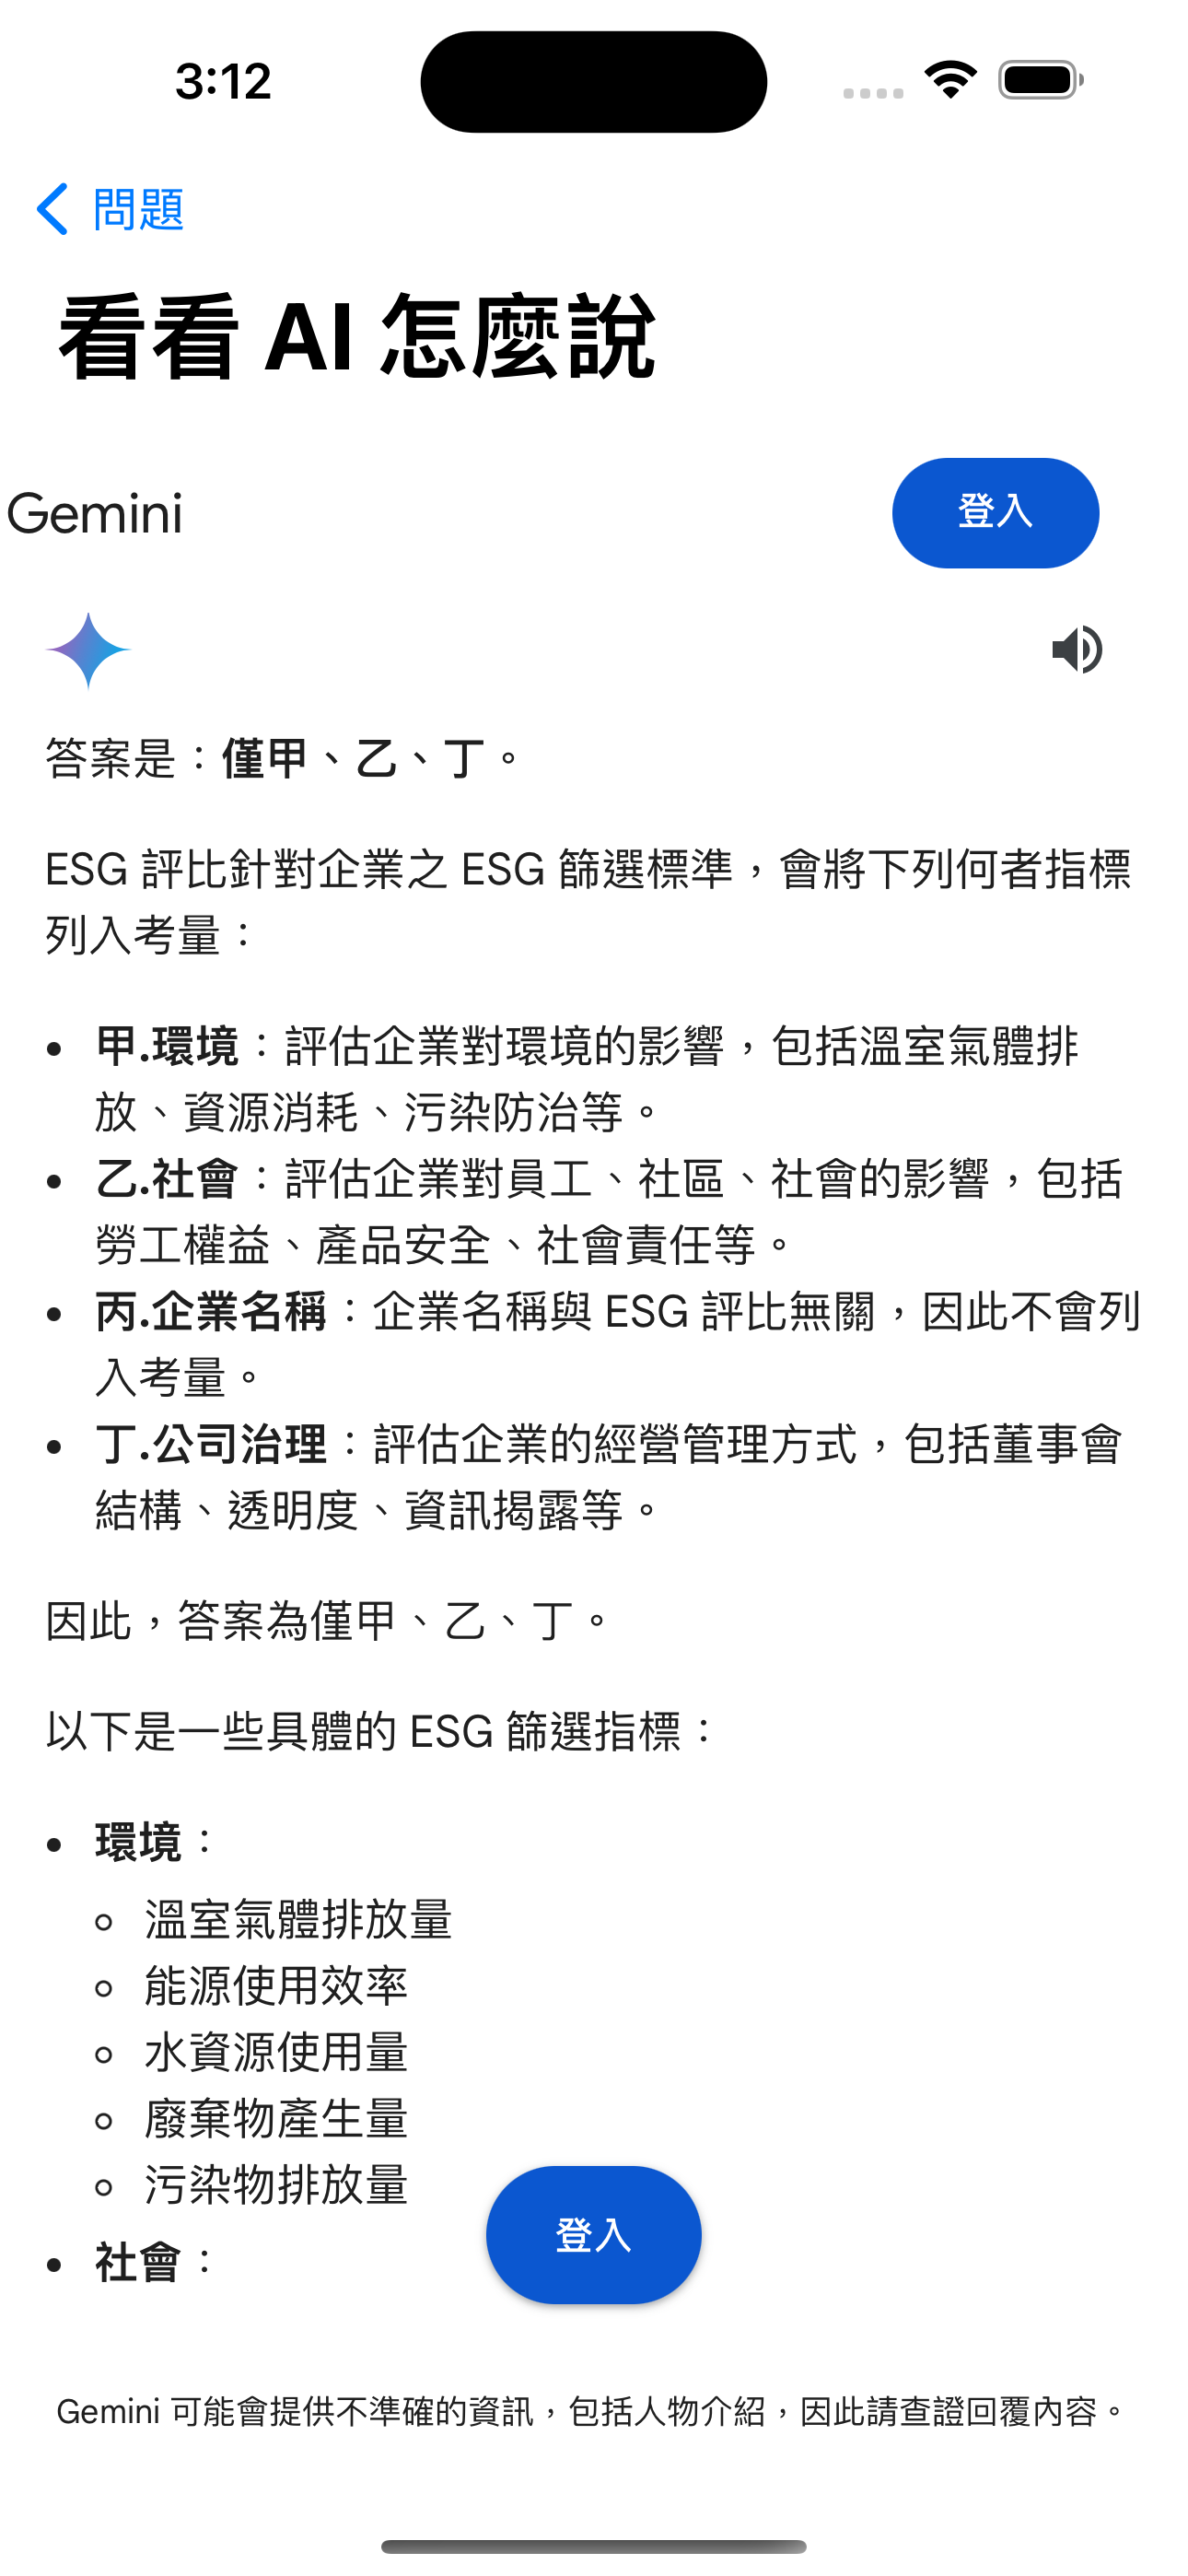 3:12
問題
看看 AI 怎麼說
Gemini
登入
答案是：僅甲、乙、丁。
ESG 評比針對企業之 ESG 篩選標準，會將下列何者指標
列入考量：
• 甲.環境：評估企業對環境的影響，包括溫室氣體排
放、資源消耗、污染防治等。
• 乙.社會：評估企業對員工、社區、社會的影響，包括
勞工權益、產品安全、社會責任等。
• 丙.企業名稱：企業名稱與 ESG 評比無關，因此不會列
入考量。
• 丁.公司治理：評估企業的經營管理方式，包括董事會
結構、透明度、資訊揭露等。
因此，答案為僅甲、乙、丁。
以下是一些具體的 ESG 篩選指標：
• 環境：
○ 溫室氣體排放量
○ 能源使用效率
○ 水資源使用量
○ 廢棄物產生量
○ 污染物排放量
• 社會：
登入
Gemini 可能會提供不準確的資訊，包括人物介紹，因此請查證回覆內容。